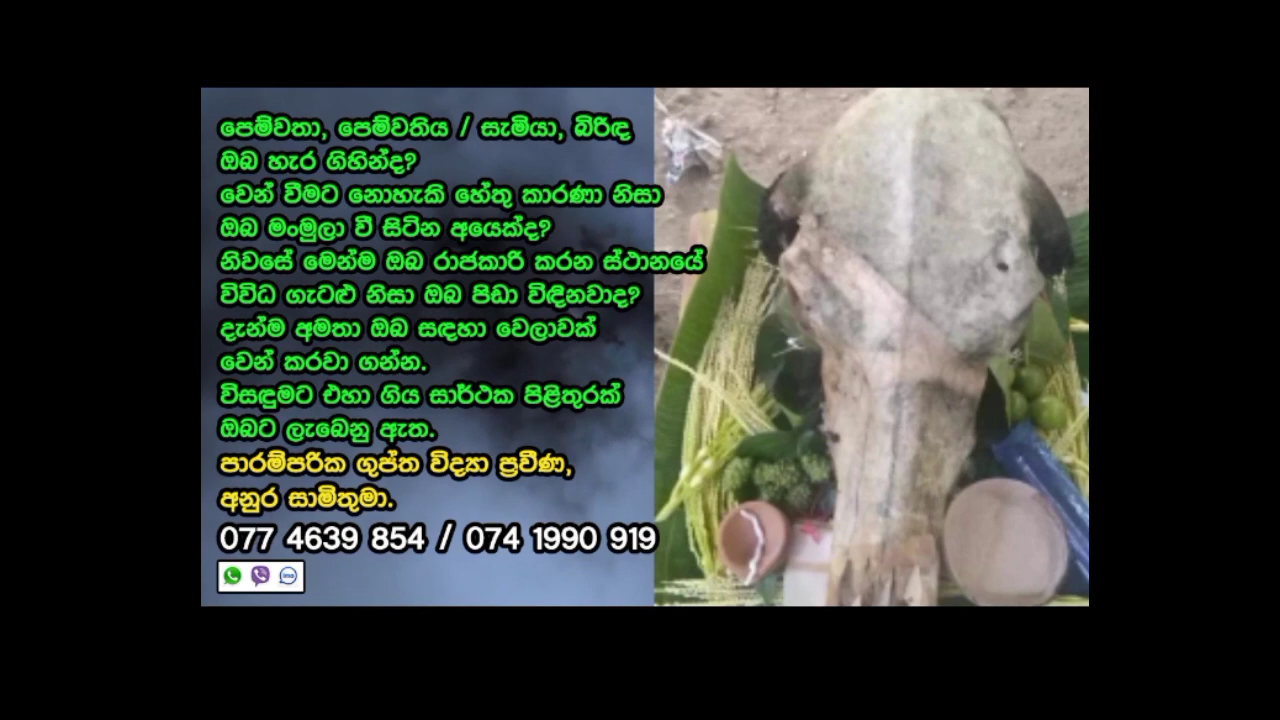 පෙම්වතා, පෙම්වතිය / සැමියා, බිරිඳ
ඔබ හැර ගිහින්ද?
වෙන් වීමට නොහැකි හේතු කාරණා නිසා
ඔබ මංමුලා වී සිටින අයෙක්ද?
නිවසේ මෙන්ම ඔබ රාජකාරි කරන ස්ථානයේ
විවිධ ගැටළු නිසා ඔබ පිඩා විඳිනවාද?
දැන්ම අමතා ඔබ සඳහා වෙලාවක්
වෙන් කරවා ගන්න.
විසඳුමට එහා ගිය සාර්ථක පිළිතුරක්
ඔබට ලැබෙනු ඇත.
පාරම්පරික ගුප්ත විද්‍යා ප්‍රවීණ,
අනුර සාමිතුමා.
077 4639 854 / 074 1990 919
imo